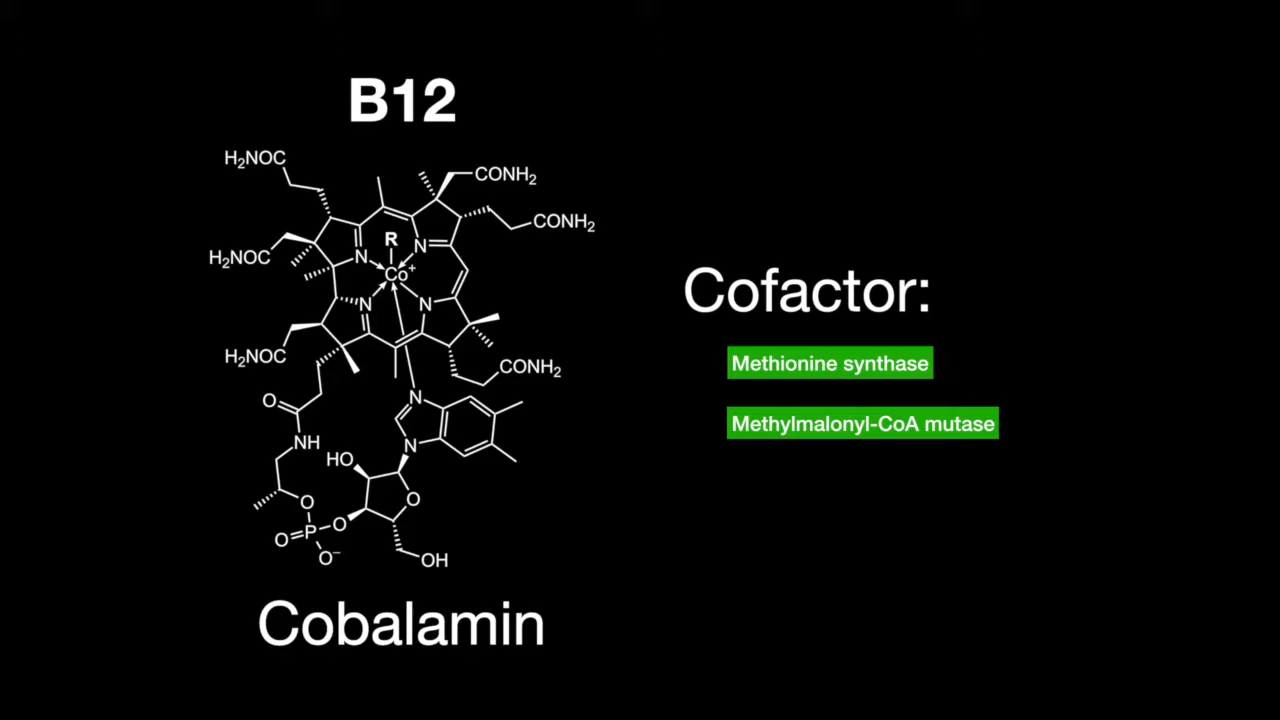 B12
H₂NOC
CONH₂
CONH₂
R
N
N
H₂NOC
Co⁺
N
N
H₂NOC
CONH₂
O
N
NH
N
HO
O
O
O
P
O
O⁻
OH
Cobalamin
Cofactor:
Methionine synthase
Methylmalonyl-CoA mutase